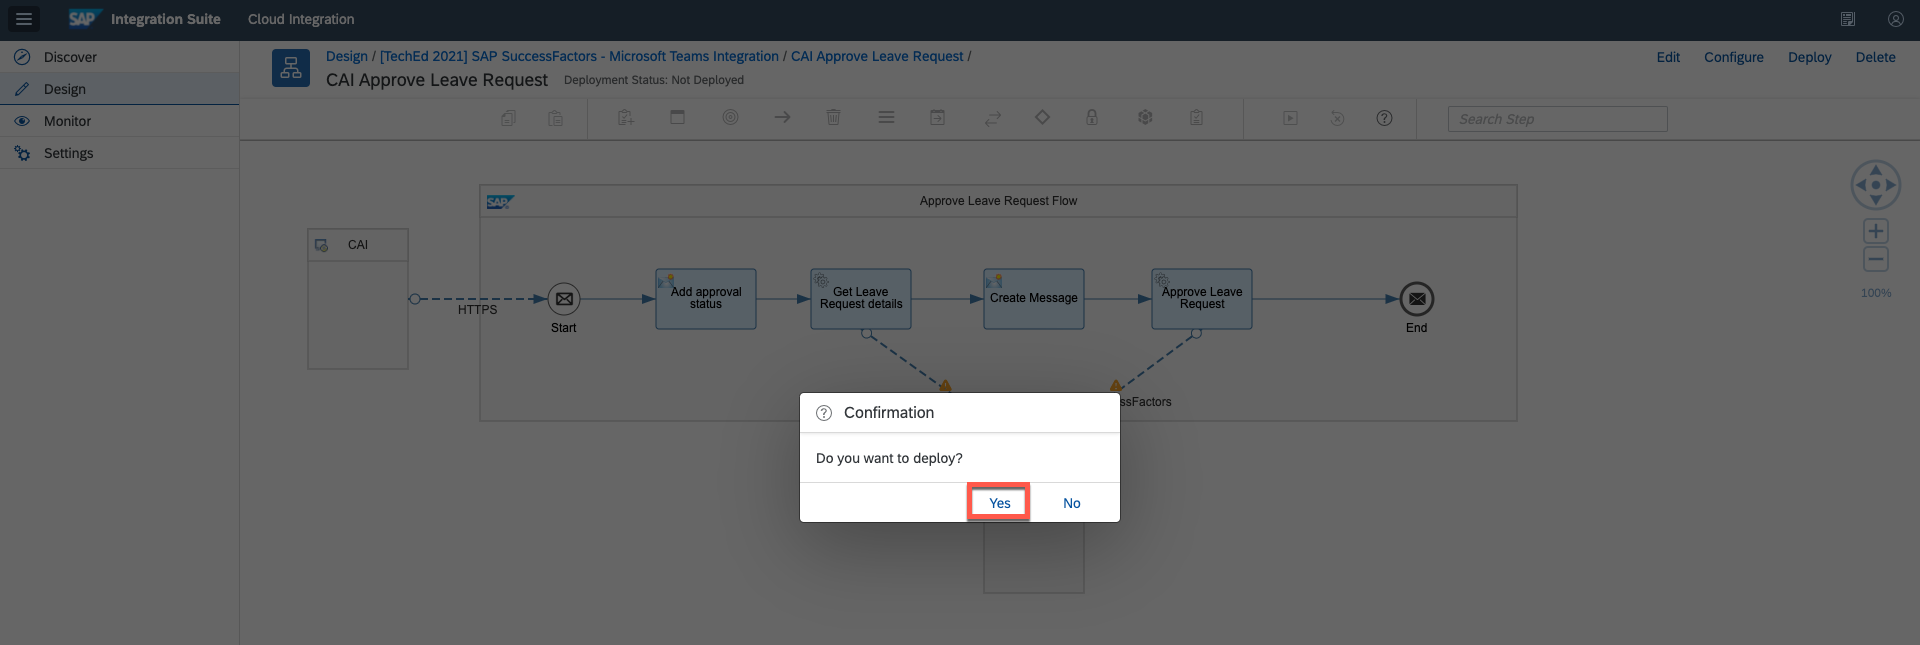 SAP Integration Suite Cloud Integration
Discover
Design
Monitor
Settings
Design / [TechEd 2021] SAP SuccessFactors - Microsoft Teams Integration / CAI Approve Leave Request /
CAI Approve Leave Request Deployment Status: Not Deployed
Edit Configure Deploy Delete
Search Step
SAP Approve Leave Request Flow
CAI
HTTPS
Start
Add approval
status
Get Leave
Request details
Create Message
Approve Leave
Request
End
100%
ssFactors
Confirmation
Do you want to deploy?
Yes No